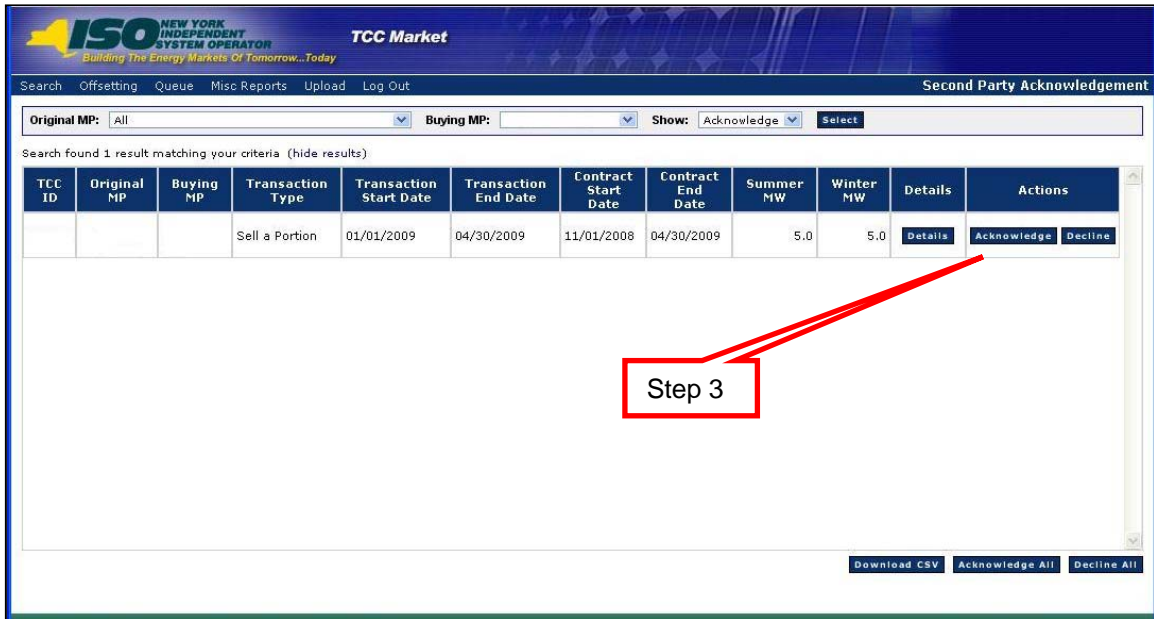 NEW YORK
INDEPENDENT
SYSTEM OPERATOR
ISO
Building The Energy Markets Of Tomorrow...Today
TCC Market
Search Offsetting Queue Misc Reports Upload Log Out Second Party Acknowledgement
Original MP: All Buying MP: Show: Acknowledge Select
Search found 1 result matching your criteria (hide results)
TCC ID Original MP Buying MP Transaction Type Transaction Start Date Transaction End Date Contract Start Date Contract End Date Summer MW Winter MW Details Actions
Sell a Portion 01/01/2009 04/30/2009 11/01/2008 04/30/2009 5.0 5.0 Details Acknowledge Decline
Step 3
Download CSV Acknowledge All Decline All